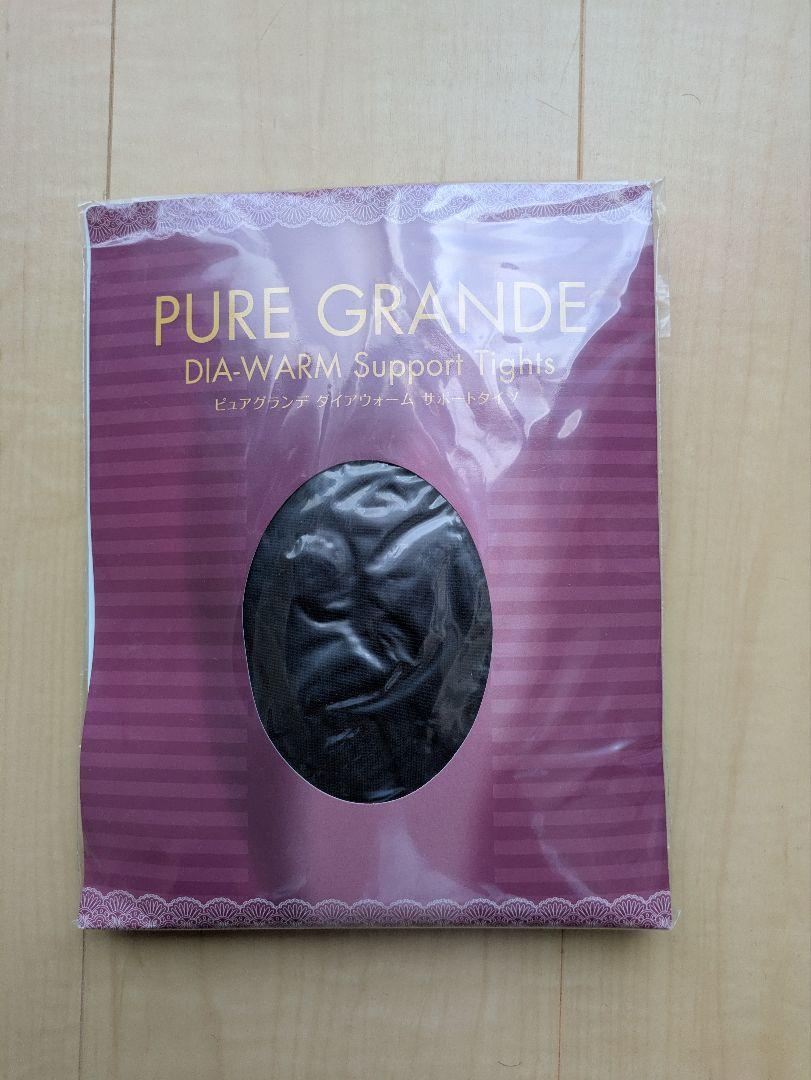 PURE GRANDE
DIA-WARM Support Tights
ピュアグランデ ダイアウォーム サポートタイツ